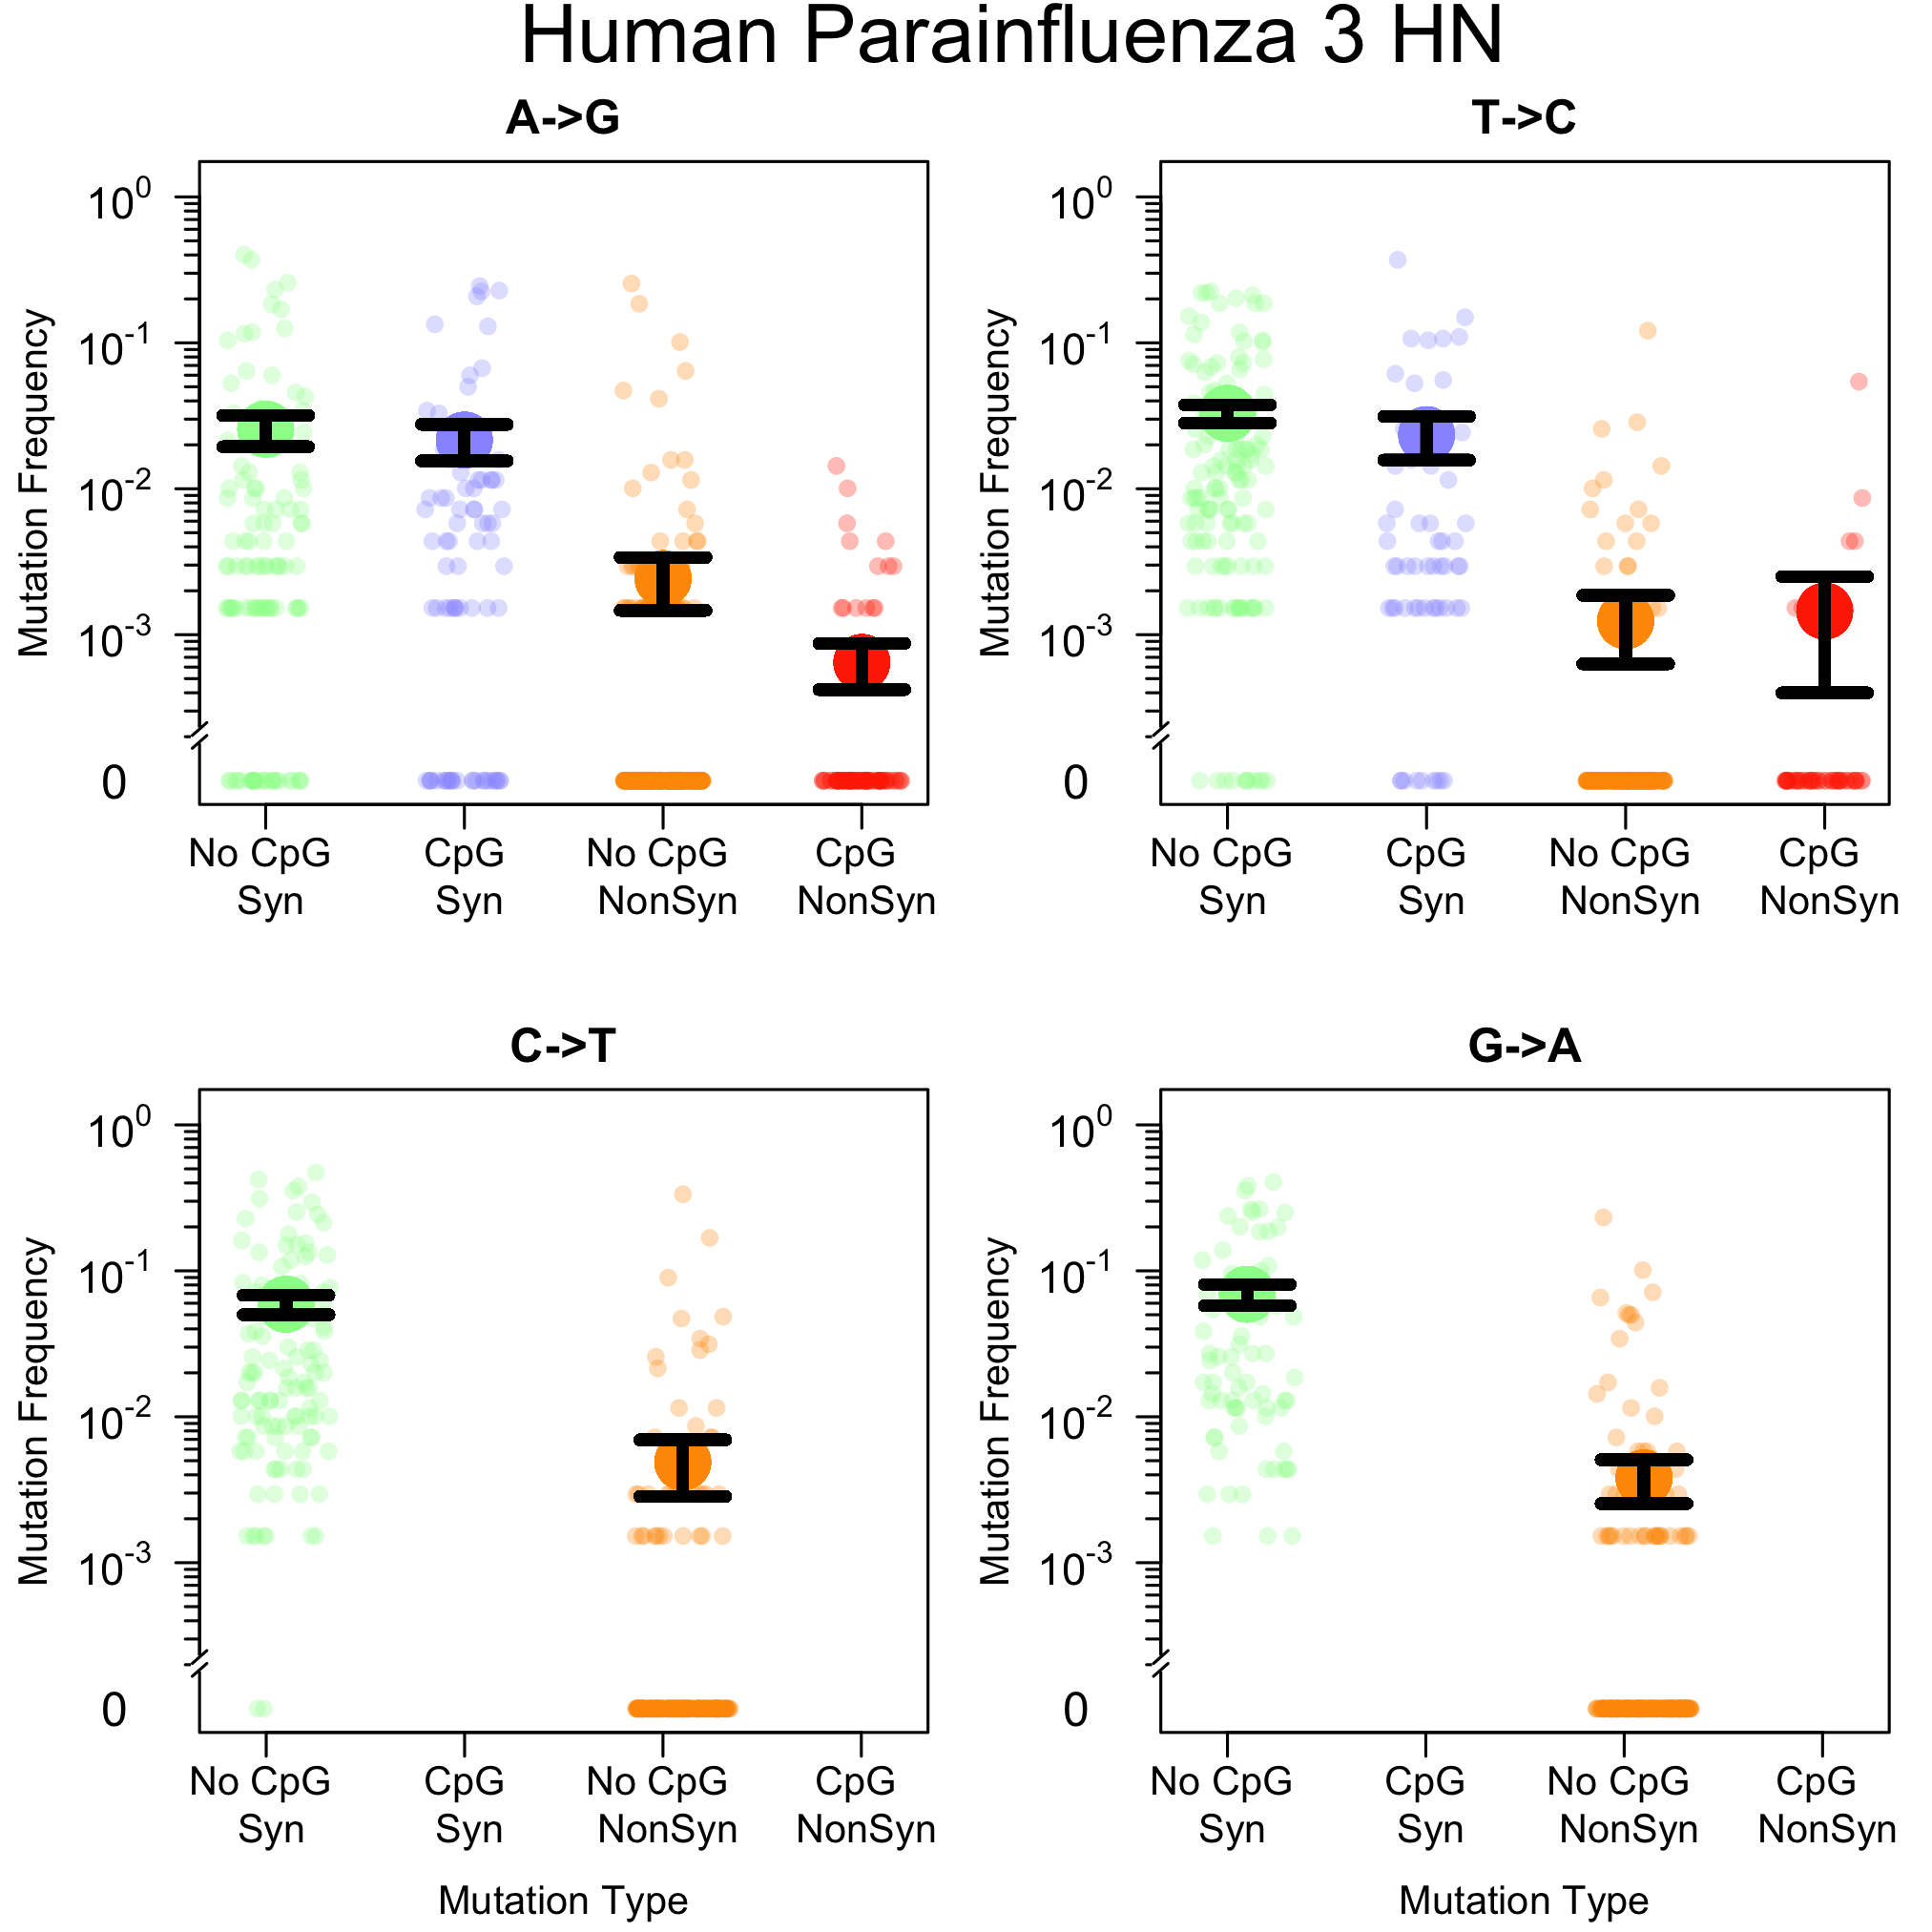 Human Parainfluenza 3 HN
A->G
Mutation Frequency
10^0
10^-1
10^-2
10^-3
0
No CpG CpG No CpG CpG
Syn Syn NonSyn NonSyn
T->C
Mutation Frequency
10^0
10^-1
10^-2
10^-3
0
No CpG CpG No CpG CpG
Syn Syn NonSyn NonSyn
C->T
Mutation Frequency
10^0
10^-1
10^-2
10^-3
0
No CpG CpG No CpG CpG
Syn Syn NonSyn NonSyn
Mutation Type
G->A
Mutation Frequency
10^0
10^-1
10^-2
10^-3
0
No CpG CpG No CpG CpG
Syn Syn NonSyn NonSyn
Mutation Type